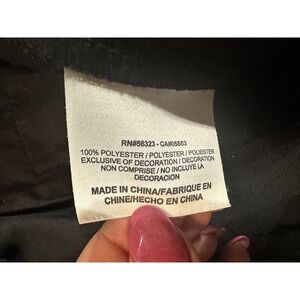 RN#56323 - CA#05553
100% POLYESTER / POLYESTER / POLIESTER
EXCLUSIVE OF DECORATION / DECORATION
NON COMPRISE / NO INCLUYE LA
DECORACION
MADE IN CHINA/FABRIQUE EN
CHINE/HECHO EN CHINA